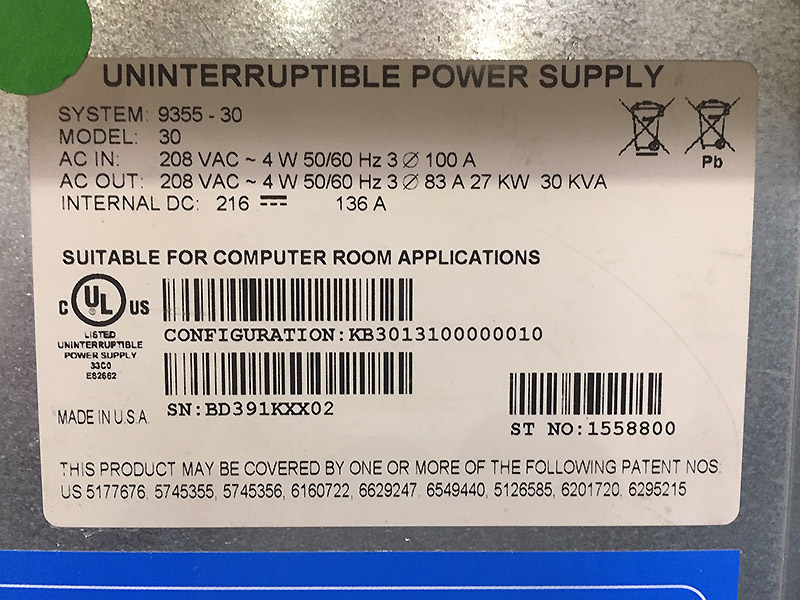 UNINTERRUPTIBLE POWER SUPPLY
SYSTEM: 9355 - 30
MODEL: 30
AC IN: 208 VAC ~ 4 W 50/60 Hz 3 ∅ 100 A
AC OUT: 208 VAC ~ 4 W 50/60 Hz 3 ∅ 83 A 27 KW 30 KVA
INTERNAL DC: 216 ⎓ 136 A
Pb
SUITABLE FOR COMPUTER ROOM APPLICATIONS
C UL US
LISTED
UNINTERRUPTIBLE
POWER SUPPLY
33C0
E82662
CONFIGURATION:KB3013100000010
SN:BD391KXX02
MADE IN U.S.A.
ST NO:1558800
THIS PRODUCT MAY BE COVERED BY ONE OR MORE OF THE FOLLOWING PATENT NOS:
US 5177676, 5745355, 5745356, 6160722, 6629247, 6549440, 5126585, 6201720, 6295215